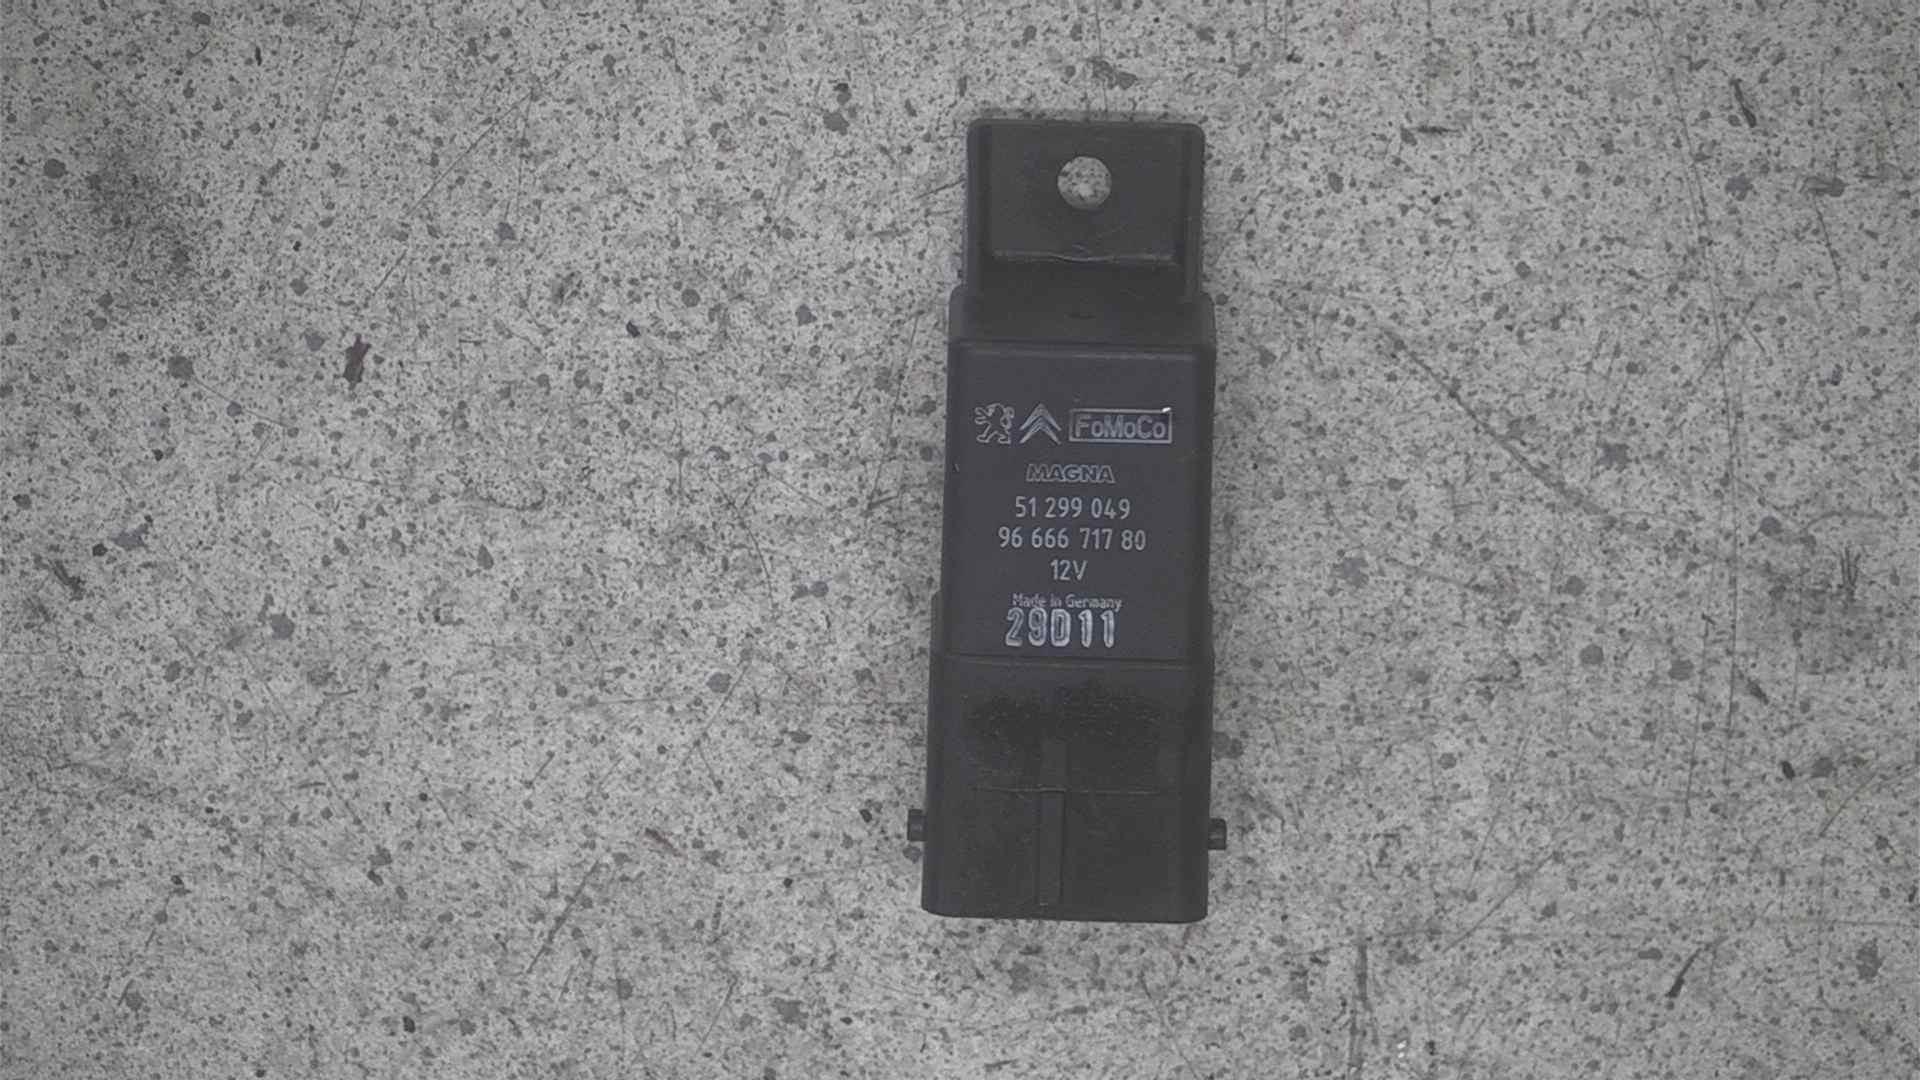 FoMoCo
MAGNA
51 299 049
96 666 717 80
12V
Made in Germany
29D11